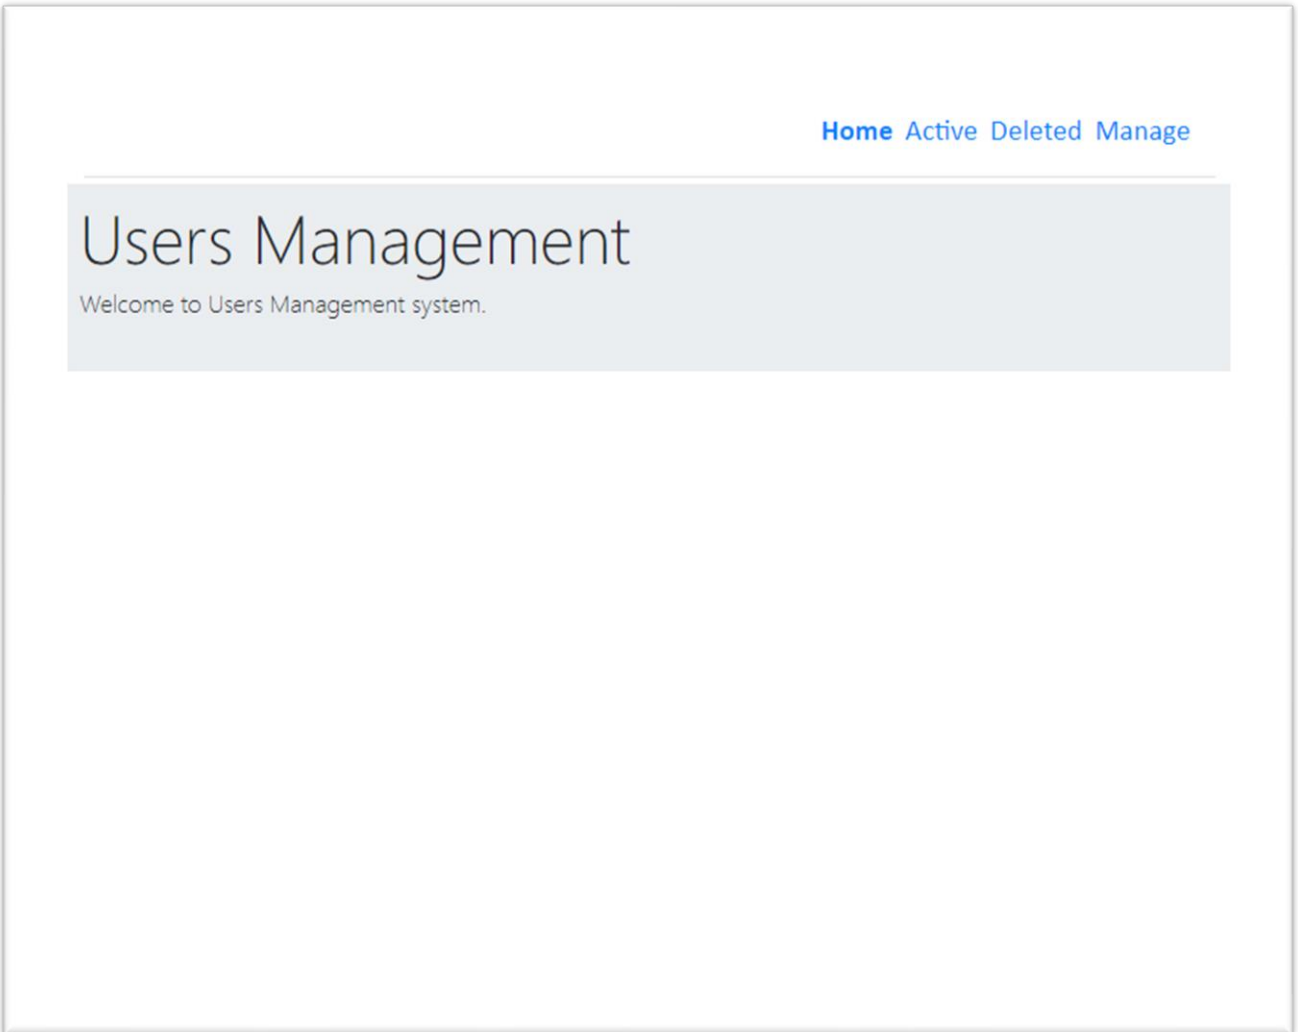 Home Active Deleted Manage
Users Management
Welcome to Users Management system.